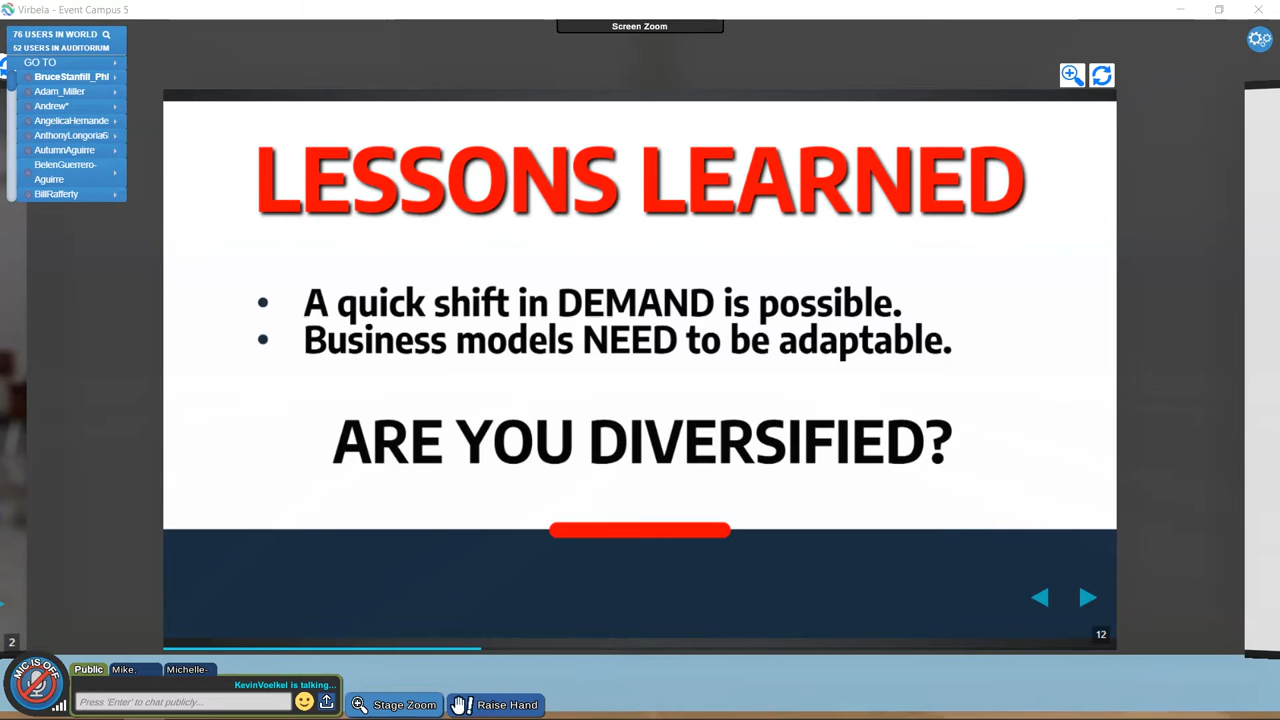 Virbela - Event Campus 5
Screen Zoom
76 USERS IN WORLD
52 USERS IN AUDITORIUM
GO TO
BruceStanfill_Phi
Adam_Miller
Andrew*
AngelicaHernande
AnthonyLongoria6
AutumnAguirre
BelenGuerrero-
Aguirre
BillRafferty
LESSONS LEARNED
• A quick shift in DEMAND is possible.
• Business models NEED to be adaptable.
ARE YOU DIVERSIFIED?
12
2
MIC IS OFF
Public Mike. Michelle-
KevinVoelkel is talking...
Press 'Enter' to chat publicly...
Stage Zoom
Raise Hand